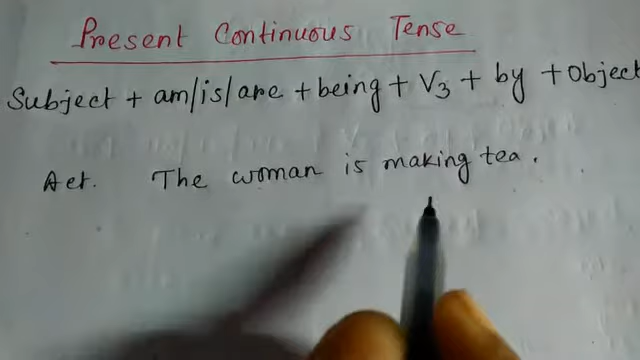 Present Continuous Tense
Subject + am/is/are + being + V3 + by + Object
Act. The woman is making tea.